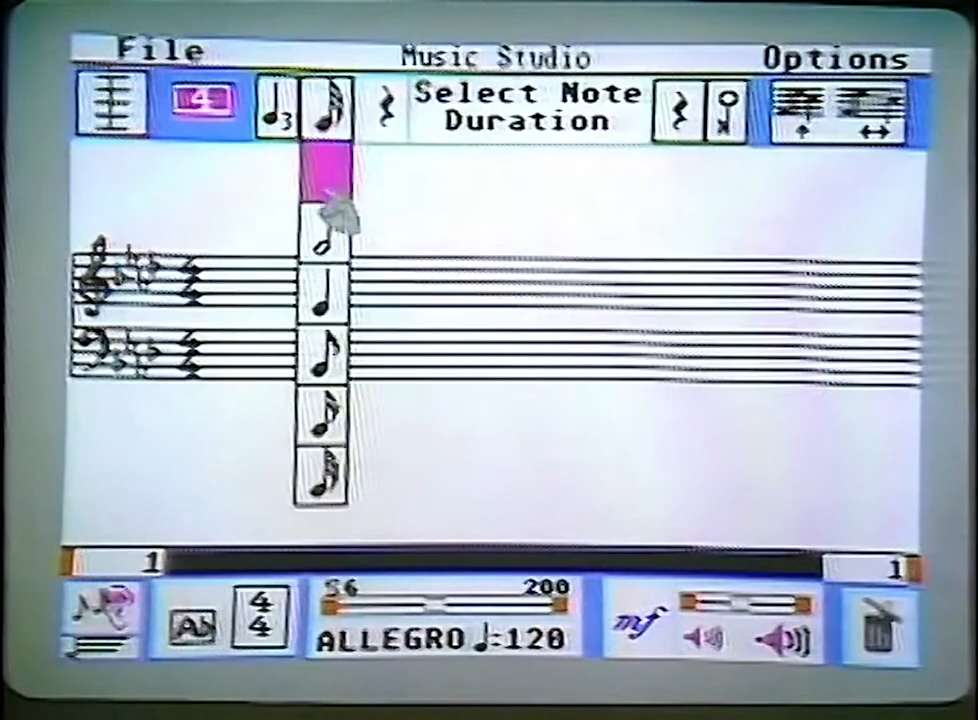 File Music Studio Options
4 3 Select Note
Duration
1 1
56 200
Ab 4
4 mf
ALLEGRO ♩=120